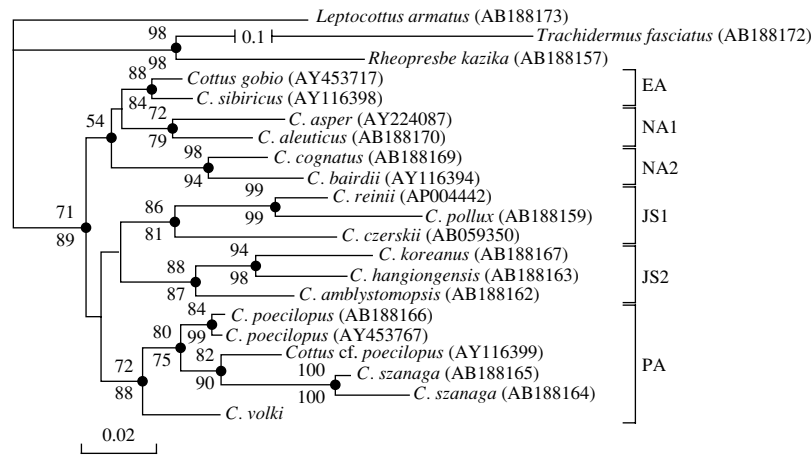 Leptocottus armatus (AB188173)
98
0.1
Trachidermus fasciatus (AB188172)
98
Rheopresbe kazika (AB188157)
88
Cottus gobio (AY453717)
EA
84
C. sibiricus (AY116398)
54
72
C. asper (AY224087)
NA1
79
C. aleuticus (AB188170)
98
C. cognatus (AB188169)
NA2
94
C. bairdii (AY116394)
71
89
99
C. reinii (AP004442)
JS1
86
99
C. pollux (AB188159)
81
C. czerskii (AB059350)
94
C. koreanus (AB188167)
JS2
88
98
C. hangiongensis (AB188163)
87
C. amblystomopsis (AB188162)
84
C. poecilopus (AB188166)
PA
80
99
C. poecilopus (AY453767)
75
82
Cottus cf. poecilopus (AY116399)
72
90
100
C. szanaga (AB188165)
88
100
C. szanaga (AB188164)
C. volki
0.02